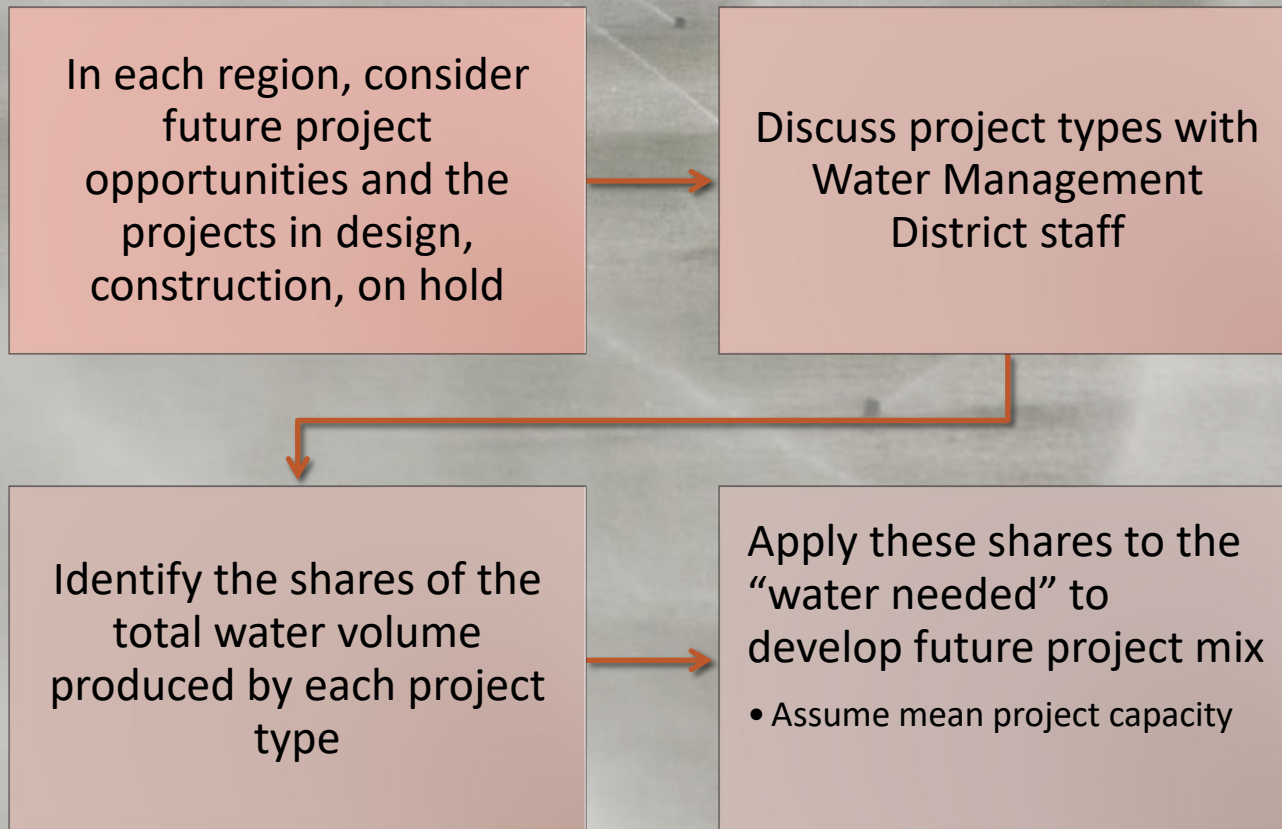 In each region, consider
future project
opportunities and the
projects in design,
construction, on hold
Discuss project types with
Water Management
District staff
Identify the shares of the
total water volume
produced by each project
type
Apply these shares to the
“water needed” to
develop future project mix
• Assume mean project capacity